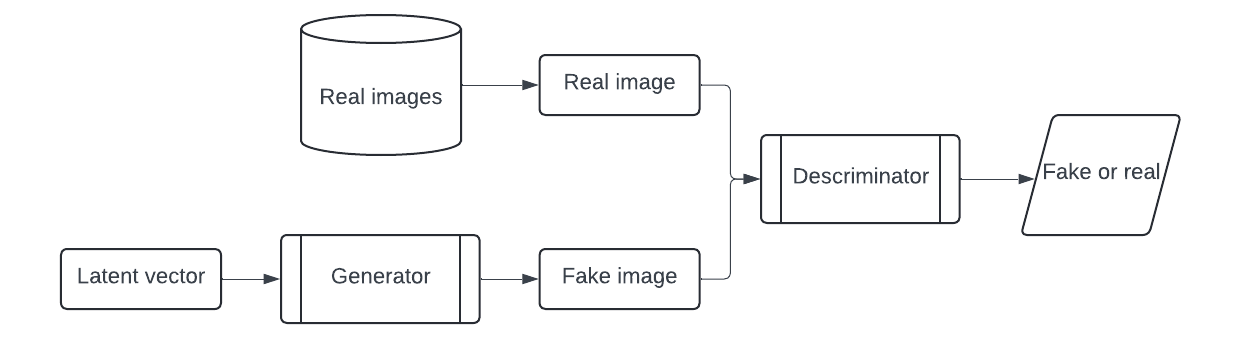 Real images
Real image
Descriminator
Fake or real
Latent vector
Generator
Fake image